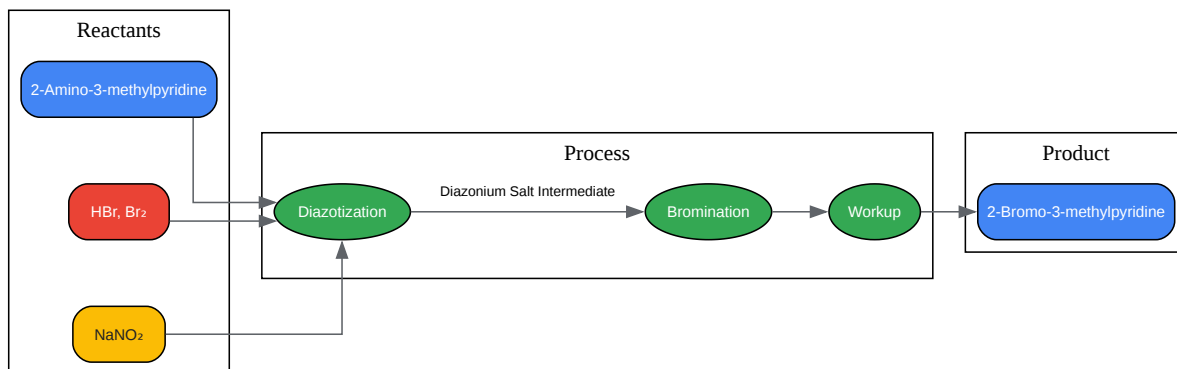 Reactants
2-Amino-3-methylpyridine
HBr, Br₂
NaNO₂
Process
Diazotization
Diazonium Salt Intermediate
Bromination
Workup
Product
2-Bromo-3-methylpyridine